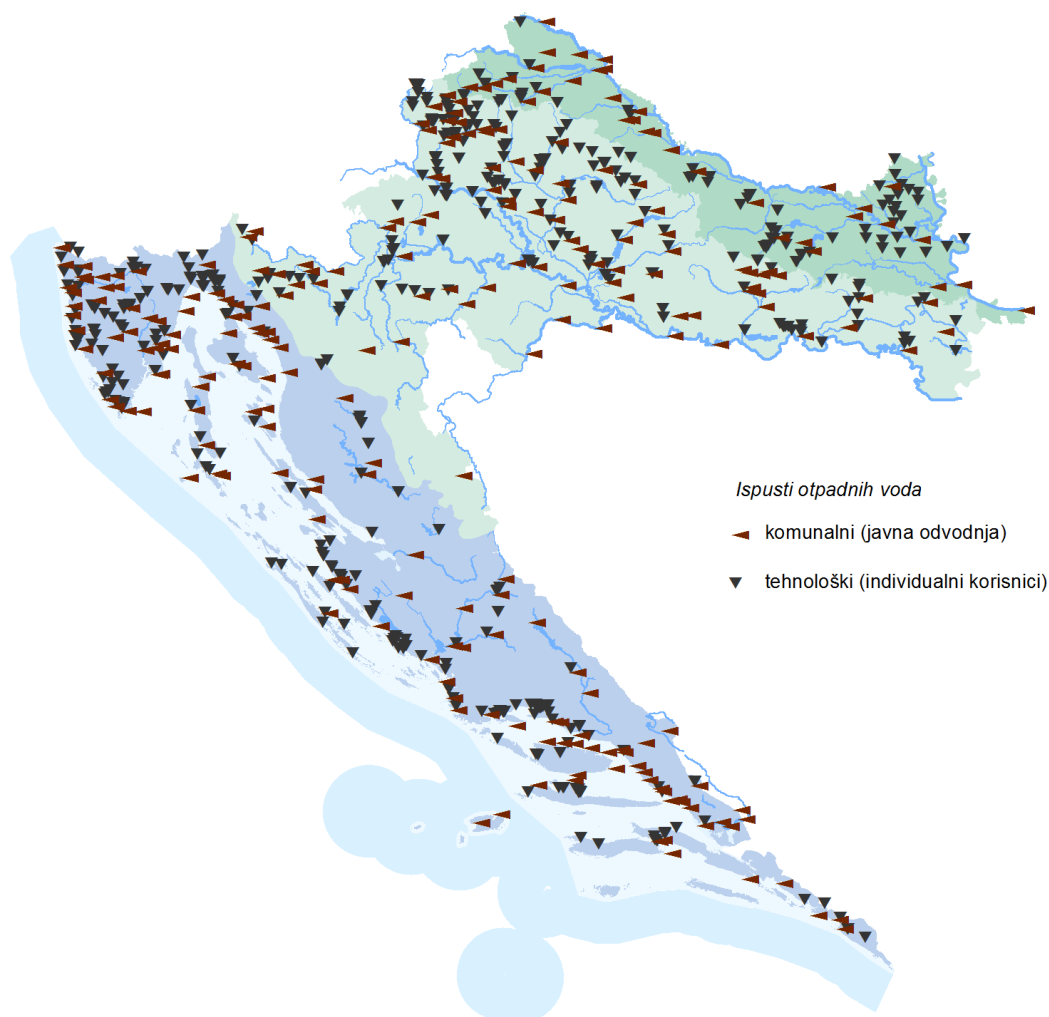 Ispusti otpadnih voda
komunalni (javna odvodnja)
tehnološki (individualni korisnici)